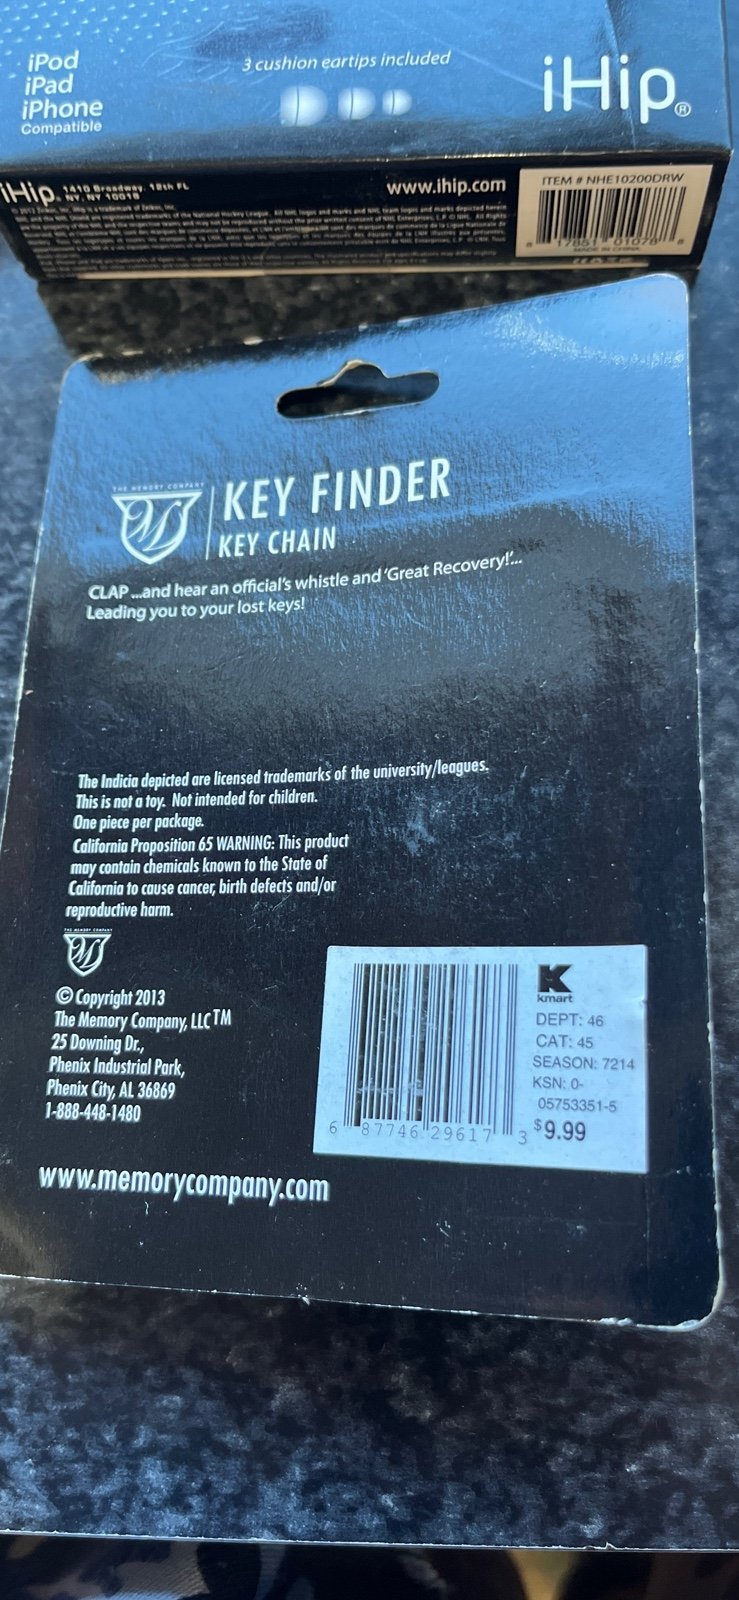 iPod
iPad
iPhone
Compatible
3 cushion eartips included
iHip®
iHip. 1410 Broadway. 12th FL
NY, NY 10018
www.ihip.com
ITEM # NHE10200DRW
MADE IN CHINA
THE MEMORY COMPANY
M
KEY FINDER
KEY CHAIN
CLAP ...and hear an official's whistle and 'Great Recovery!'...
Leading you to your lost keys!
The Indicia depicted are licensed trademarks of the university/leagues.
This is not a toy. Not intended for children.
One piece per package.
California Proposition 65 WARNING: This product
may contain chemicals known to the State of
California to cause cancer, birth defects and/or
reproductive harm.
THE MEMORY COMPANY
M
© Copyright 2013
The Memory Company, LLC™
25 Downing Dr.,
Phenix Industrial Park,
Phenix City, AL 36869
1-888-448-1480
www.memorycompany.com
K
kmart
DEPT: 46
CAT: 45
SEASON: 7214
KSN: 0-
05753351-5
$9.99
6 87746 29617 3